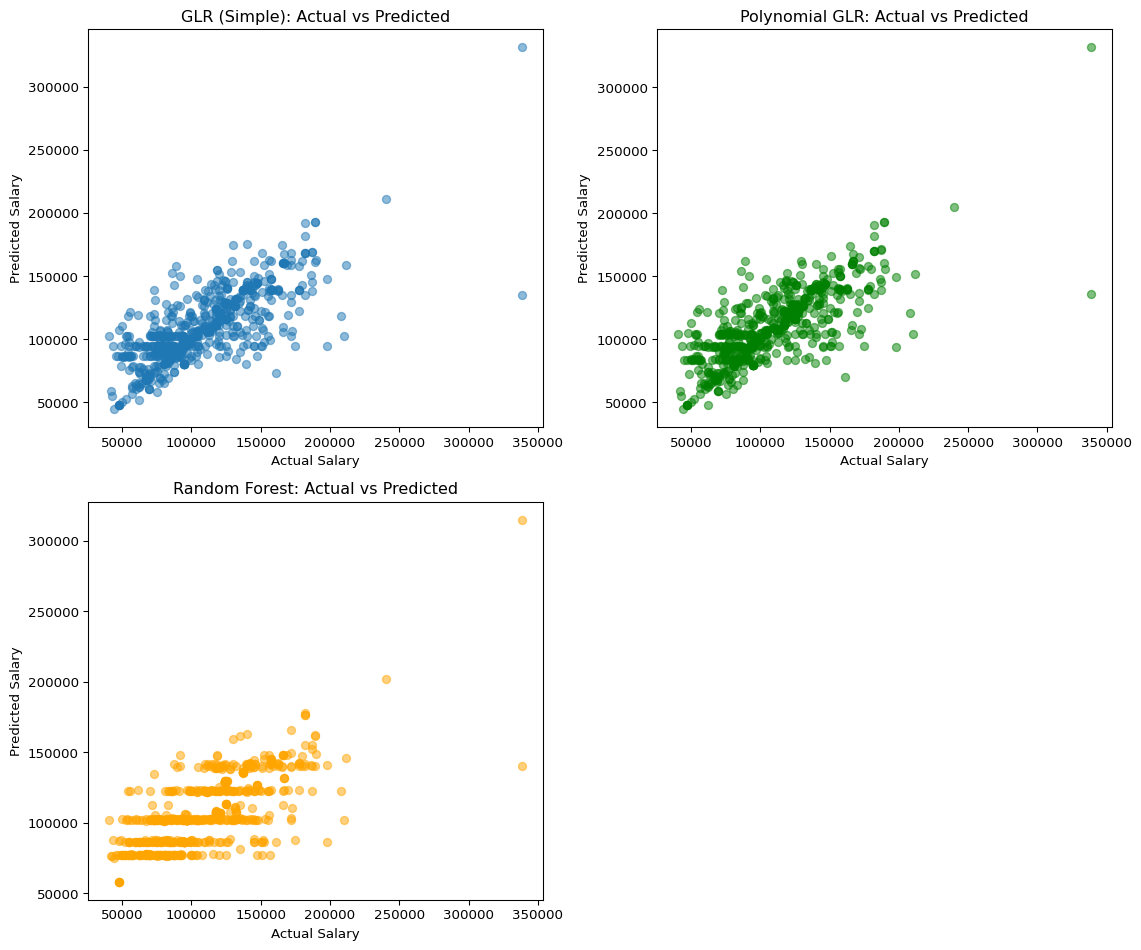 GLR (Simple): Actual vs Predicted
Predicted Salary
300000
250000
200000
150000
100000
50000
50000 100000 150000 200000 250000 300000 350000
Actual Salary
Polynomial GLR: Actual vs Predicted
Predicted Salary
300000
250000
200000
150000
100000
50000
50000 100000 150000 200000 250000 300000 350000
Actual Salary
Random Forest: Actual vs Predicted
Predicted Salary
300000
250000
200000
150000
100000
50000
50000 100000 150000 200000 250000 300000 350000
Actual Salary